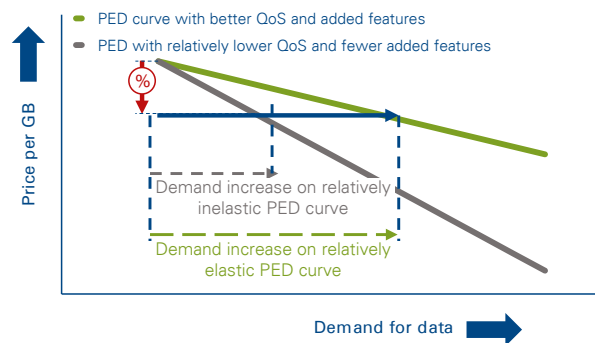 PED curve with better QoS and added features
PED with relatively lower QoS and fewer added features
%
Price per GB
Demand increase on relatively
inelastic PED curve
Demand increase on relatively
elastic PED curve
Demand for data